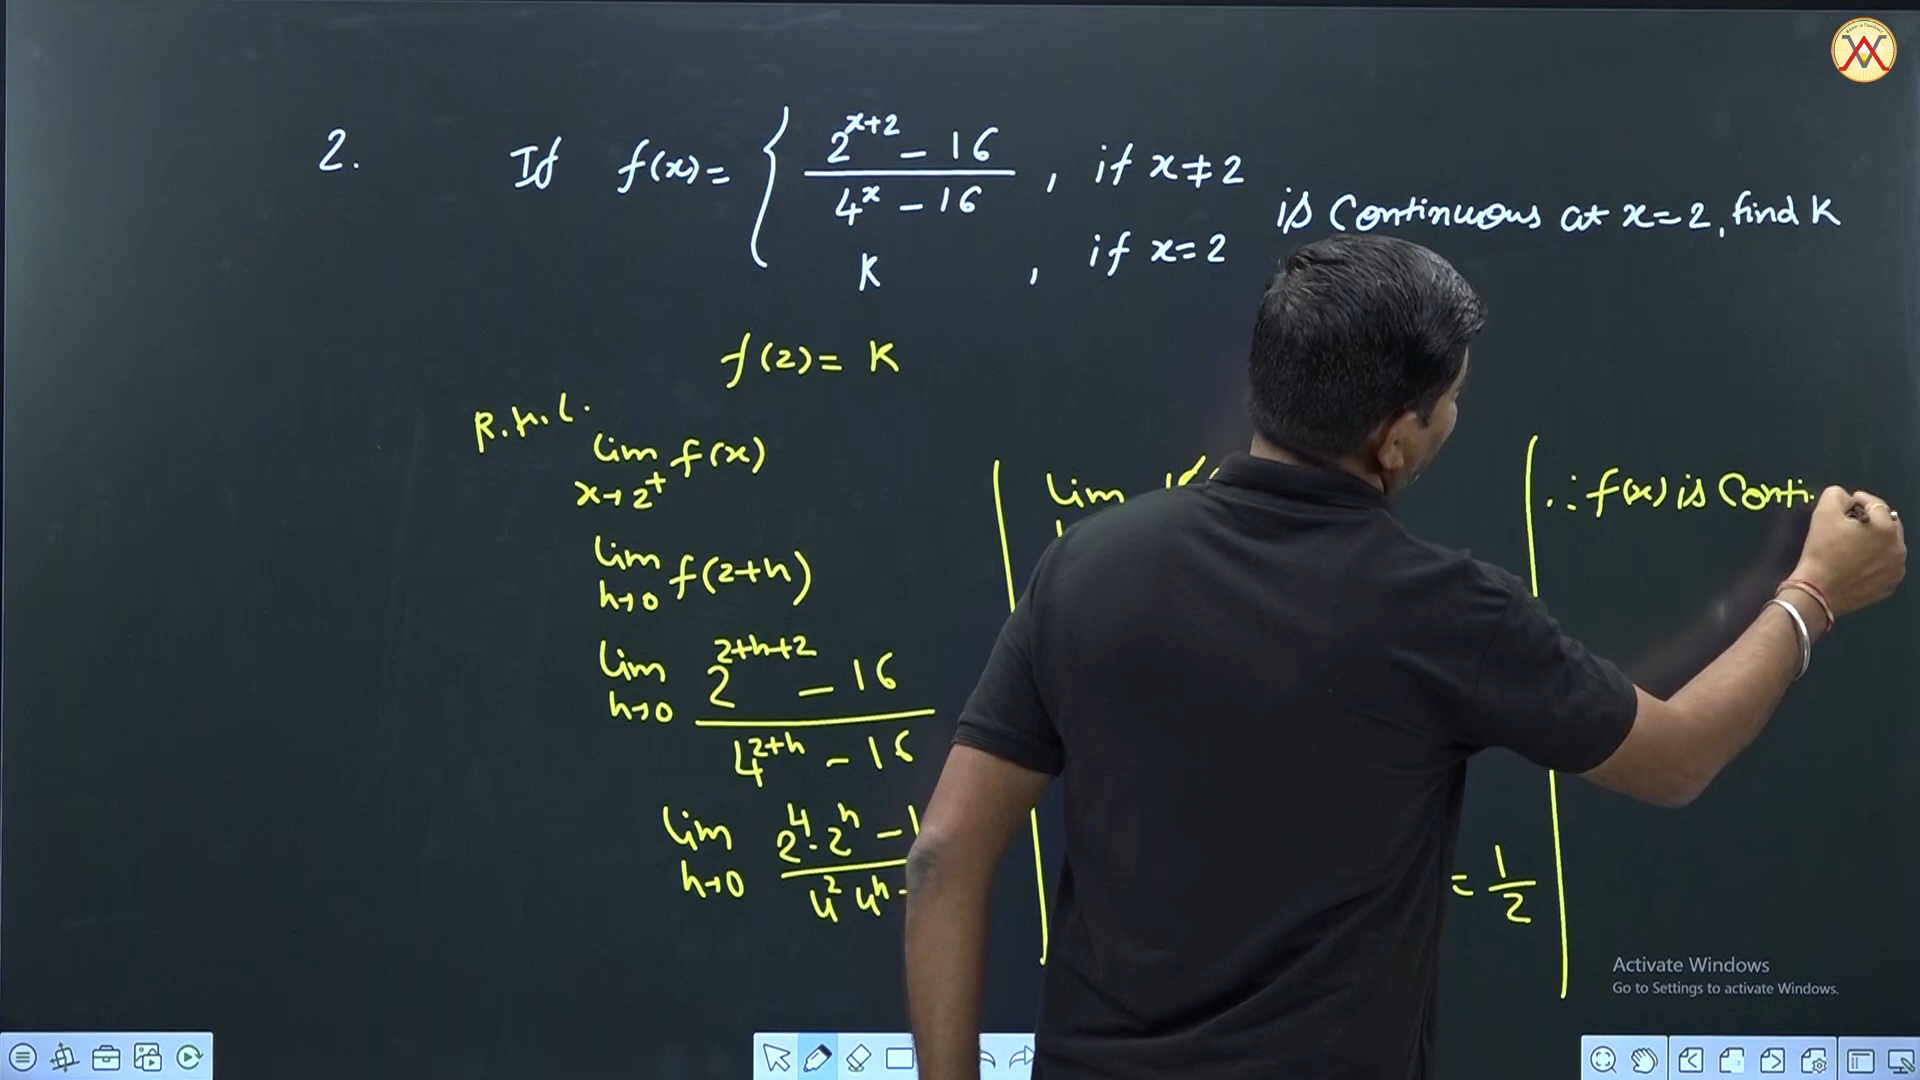 2. If f(x) = { (2^(x+2) - 16) / (4^x - 16) , if x ≠ 2
K , if x = 2
is continuous at x = 2, find K
f(2) = K
R.H.L.
lim x→2⁺ f(x)
lim h→0 f(2+h)
lim h→0 (2^(2+h+2) - 16) / (4^(2+h) - 16)
lim h→0 2^4 · 2^h - / 4^2 4^h -
lim
= 1/2
∴ f(x) is Conti
Activate Windows
Go to Settings to activate Windows.